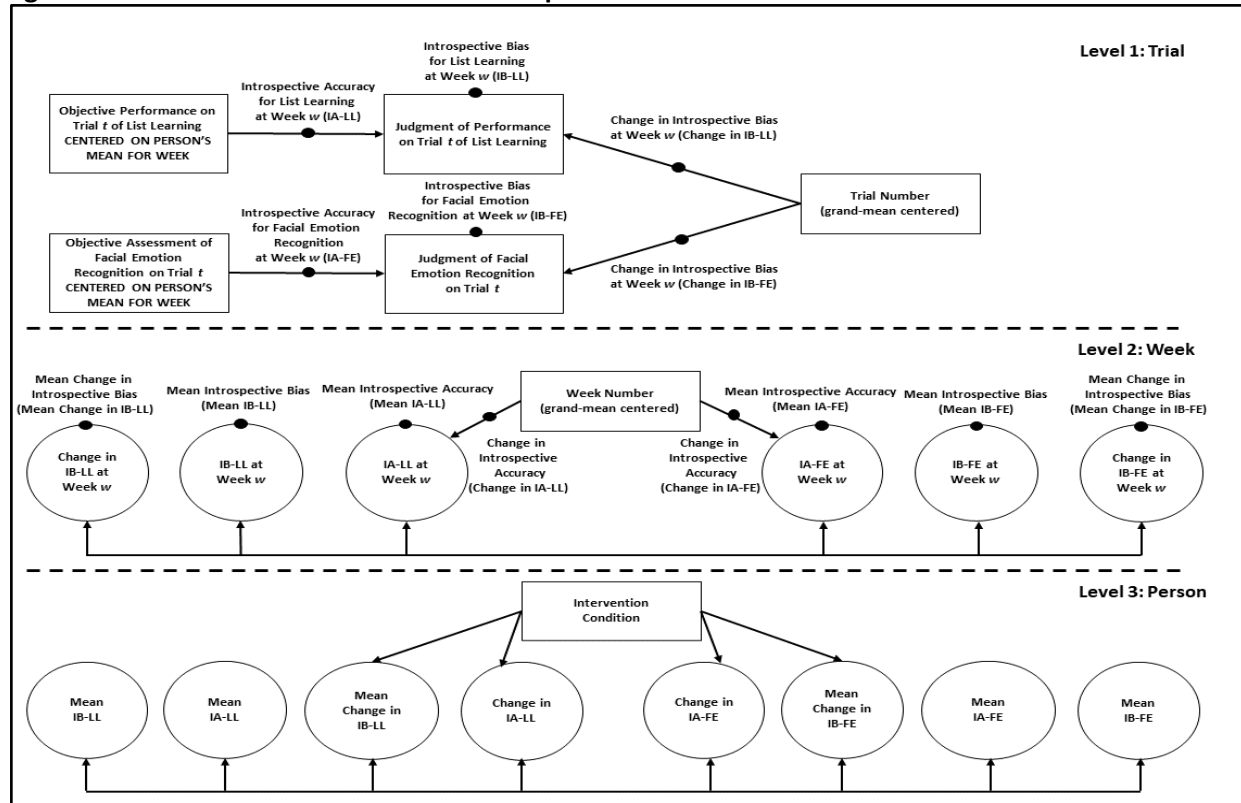 Level 1: Trial
Introspective Bias
for List Learning
at Week w (IB-LL)
Introspective Accuracy
for List Learning
at Week w (IA-LL)
Objective Performance on
Trial t of List Learning
CENTERED ON PERSON'S
MEAN FOR WEEK
Judgment of Performance
on Trial t of List Learning
Change in Introspective Bias
at Week w (Change in IB-LL)
Trial Number
(grand-mean centered)
Introspective Bias
for Facial Emotion
Recognition at Week w (IB-FE)
Introspective Accuracy
for Facial Emotion
Recognition
at Week w (IA-FE)
Objective Assessment of
Facial Emotion
Recognition on Trial t
CENTERED ON PERSON'S
MEAN FOR WEEK
Judgment of Facial
Emotion Recognition
on Trial t
Change in Introspective Bias
at Week w (Change in IB-FE)
Level 2: Week
Mean Change in
Introspective Bias
(Mean Change in IB-LL)
Mean Introspective Bias
(Mean IB-LL)
Mean Introspective Accuracy
(Mean IA-LL)
Week Number
(grand-mean centered)
Mean Introspective Accuracy
(Mean IA-FE)
Mean Introspective Bias
(Mean IB-FE)
Mean Change in
Introspective Bias
(Mean Change in IB-FE)
Change in
IB-LL at
Week w
IB-LL at
Week w
IA-LL at
Week w
Change in
Introspective
Accuracy
(Change in IA-LL)
Change in
Introspective
Accuracy
(Change in IA-FE)
IA-FE at
Week w
IB-FE at
Week w
Change in
IB-FE at
Week w
Level 3: Person
Intervention
Condition
Mean
IB-LL
Mean
IA-LL
Mean
Change in
IB-LL
Change in
IA-LL
Change in
IA-FE
Mean
Change in
IB-FE
Mean
IA-FE
Mean
IB-FE